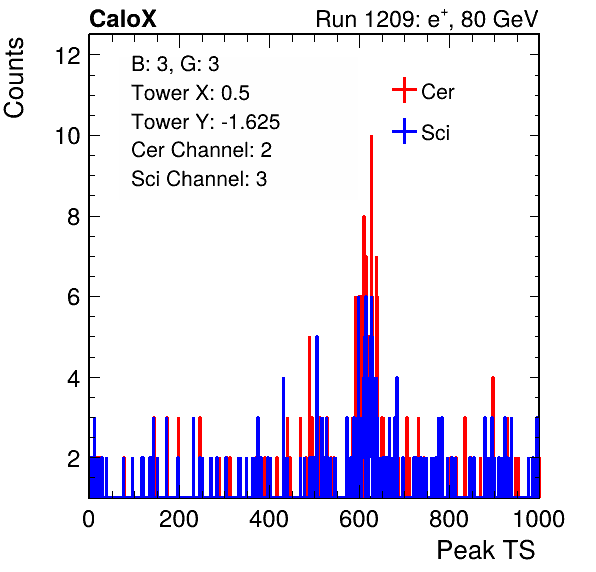 CaloX Run 1209: e⁺, 80 GeV
Counts
12
10
8
6
4
2
B: 3, G: 3
Tower X: 0.5
Tower Y: -1.625
Cer Channel: 2
Sci Channel: 3
Cer
Sci
0 200 400 600 800 1000
Peak TS